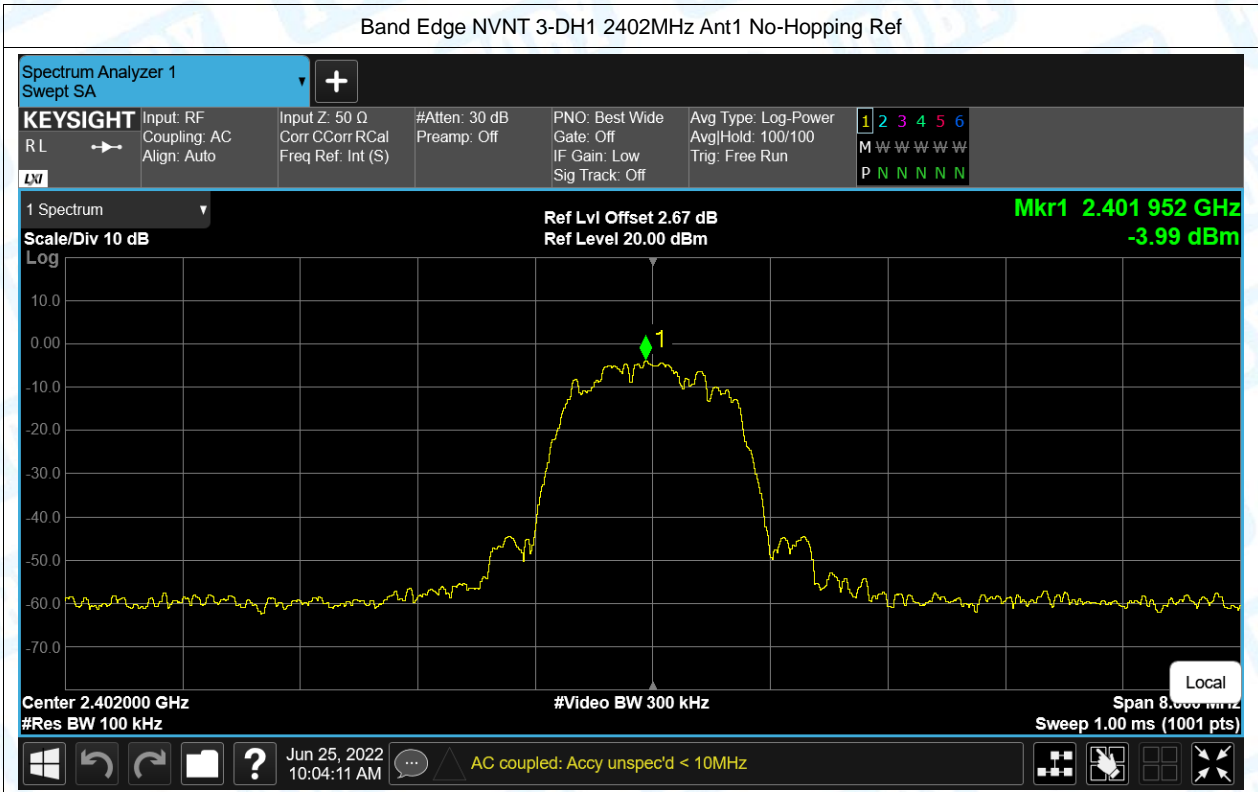 Band Edge NVNT 3-DH1 2402MHz Ant1 No-Hopping Ref
Spectrum Analyzer 1
Swept SA
KEYSIGHT
R L
LXI
Input: RF
Coupling: AC
Align: Auto
Input Z: 50 Ω
Corr CCorr RCal
Freq Ref: Int (S)
#Atten: 30 dB
Preamp: Off
PNO: Best Wide
Gate: Off
IF Gain: Low
Sig Track: Off
Avg Type: Log-Power
Avg|Hold: 100/100
Trig: Free Run
1 2 3 4 5 6
M W W W W W
P N N N N N
1 Spectrum
Scale/Div 10 dB
Ref Lvl Offset 2.67 dB
Ref Level 20.00 dBm
Mkr1 2.401 952 GHz
-3.99 dBm
Log
10.0
0.00
-10.0
-20.0
-30.0
-40.0
-50.0
-60.0
-70.0
1
Center 2.402000 GHz
#Res BW 100 kHz
#Video BW 300 kHz
Local
Span 8.000 MHz
Sweep 1.00 ms (1001 pts)
?
Jun 25, 2022
10:04:11 AM
AC coupled: Accy unspec'd < 10MHz